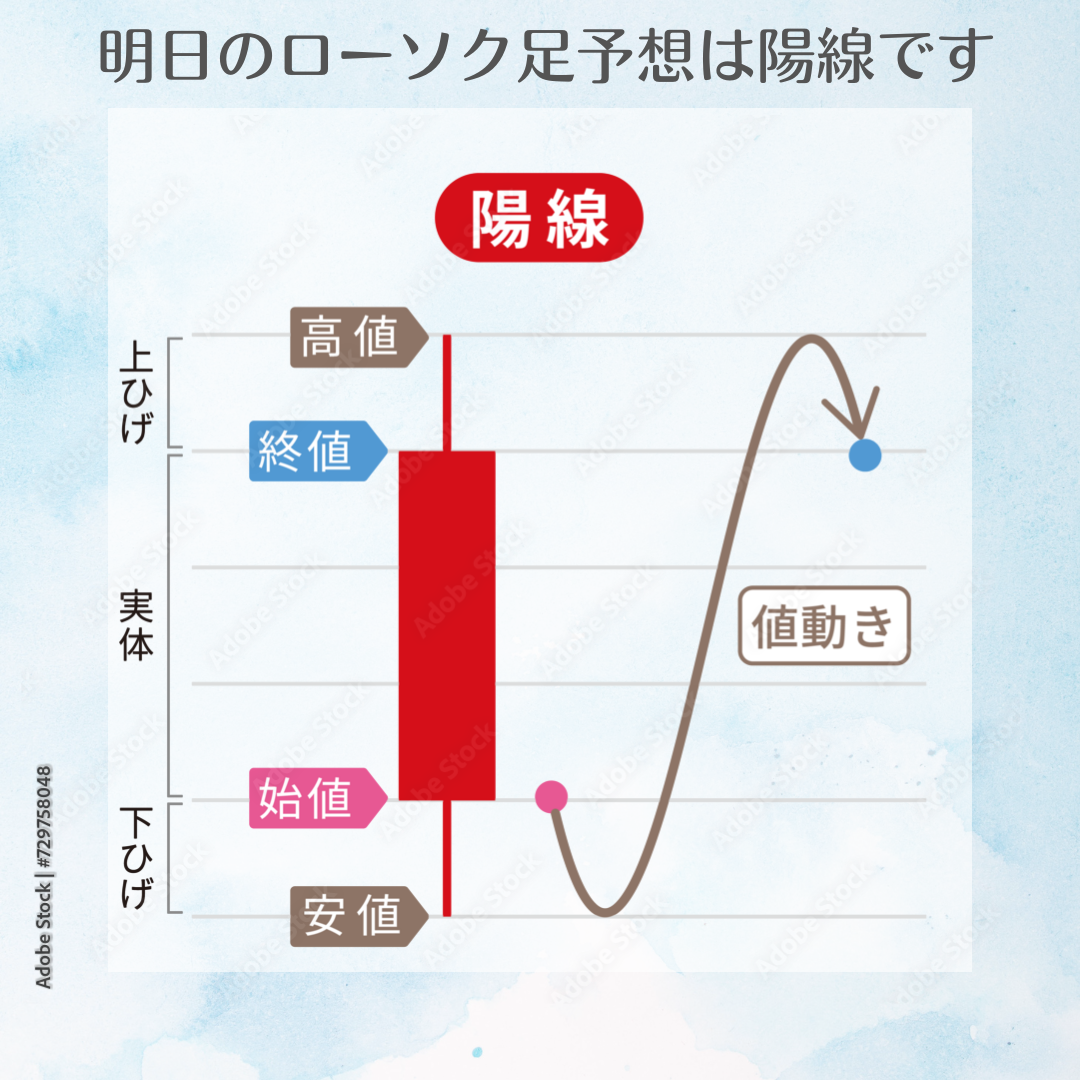 明日のローソク足予想は陽線です
陽線
高値
上ひげ
終値
実体
値動き
始値
下ひげ
安値
Adobe Stock | #729758048